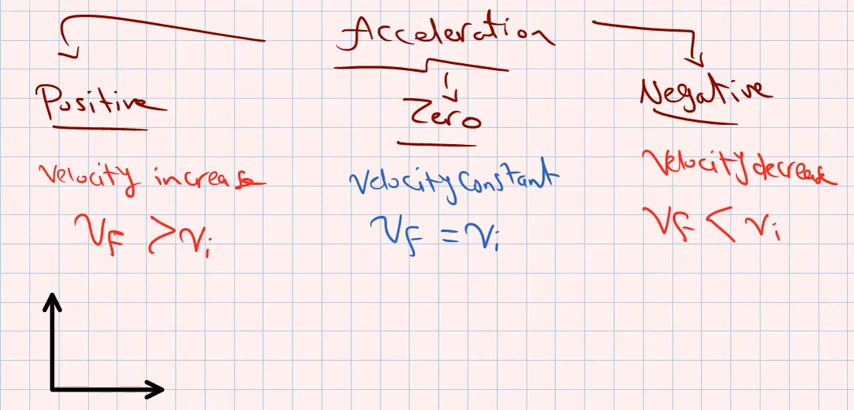 Acceleration
Positive
Zero
Negative
Velocity increase
Velocity constant
Velocity decrease
VF > Vi
VF = Vi
VF < Vi